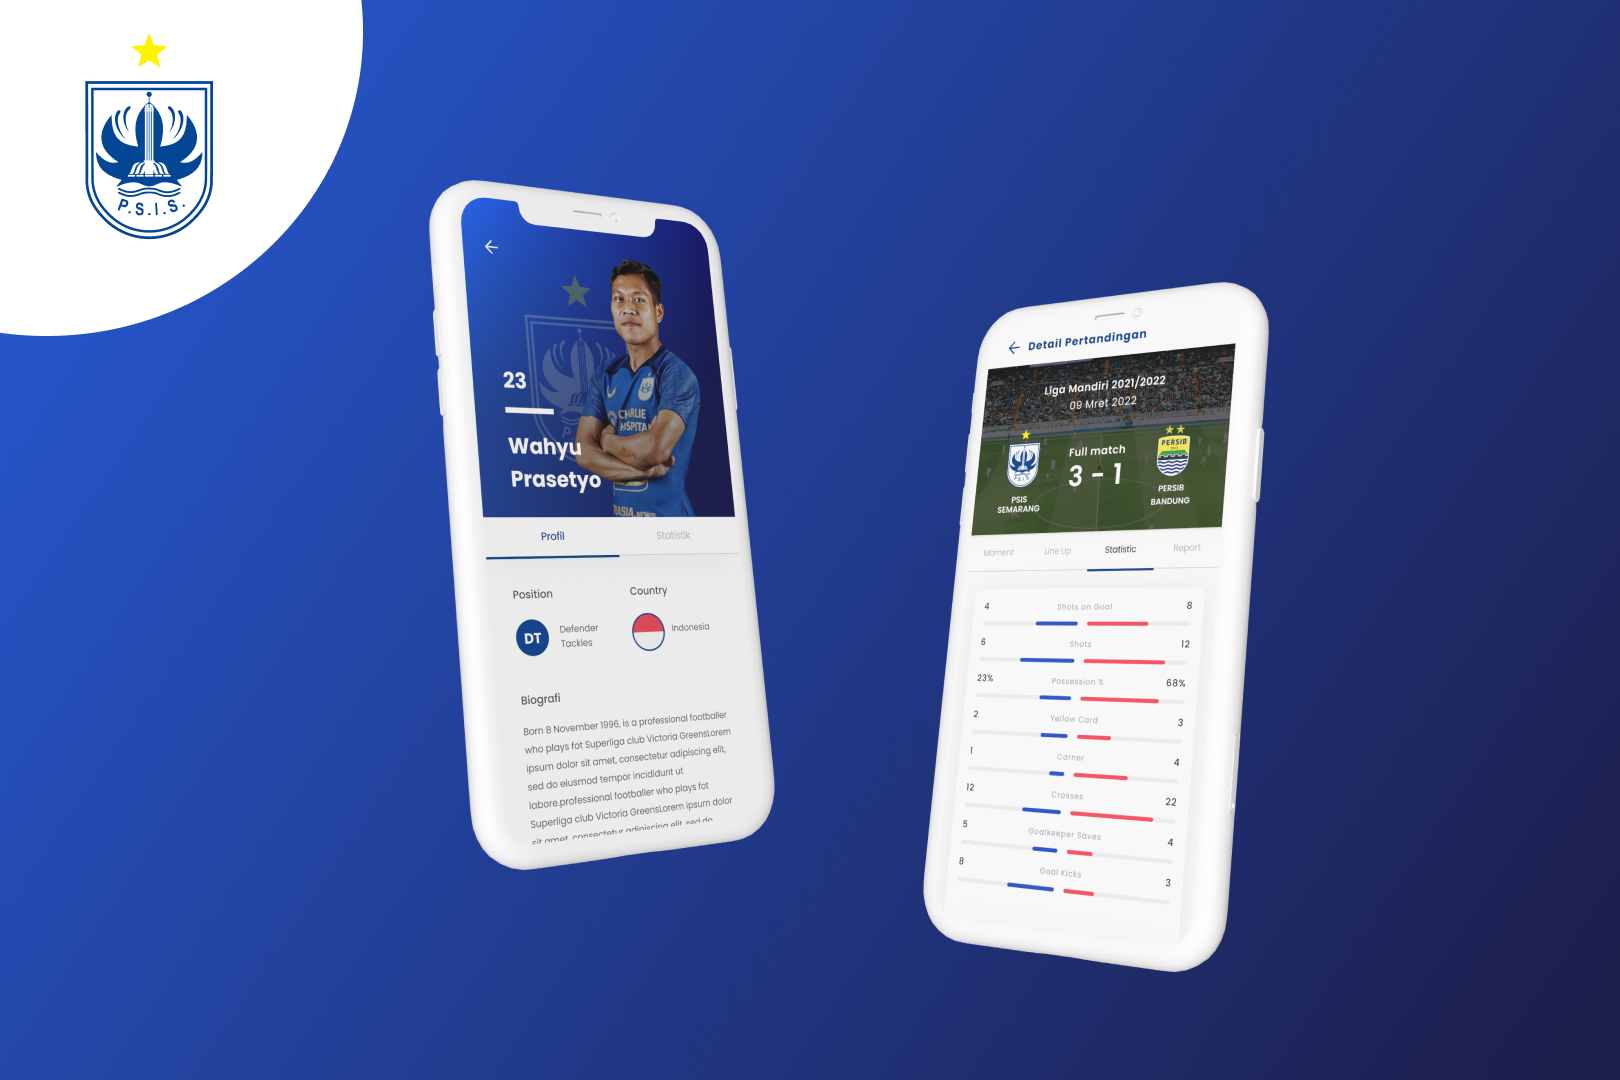 P.S.I.S.
23
Wahyu
Prasetyo
CHARLIE
HOSPITAL
Profil Statistik
Position Country
DT Defender
Tackles
Indonesia
Biografi
Born 8 November 1996, is a professional footballer
who plays fot Superliga club Victoria GreensLorem
ipsum dolor sit amet, consectetur adipiscing elit,
sed do eiusmod tempor incididunt ut
labore.professional footballer who plays fot
Superliga club Victoria GreensLorem ipsum dolor
sit amet, consectetur adipiscing elit, sed do
Detail Pertandingan
Liga Mandiri 2021/2022
09 Mret 2022
Full match
3 - 1
P.S.I.S.
PSIS
SEMARANG
PERSIB
PERSIB
BANDUNG
Moment Line Up Statistic Report
4 Shots on Goal 8
6 Shots 12
23% Possession % 68%
2 Yellow Card 3
1 Corner 4
12 Crosses 22
5 Goalkeeper Saves 4
8 Goal Kicks 3